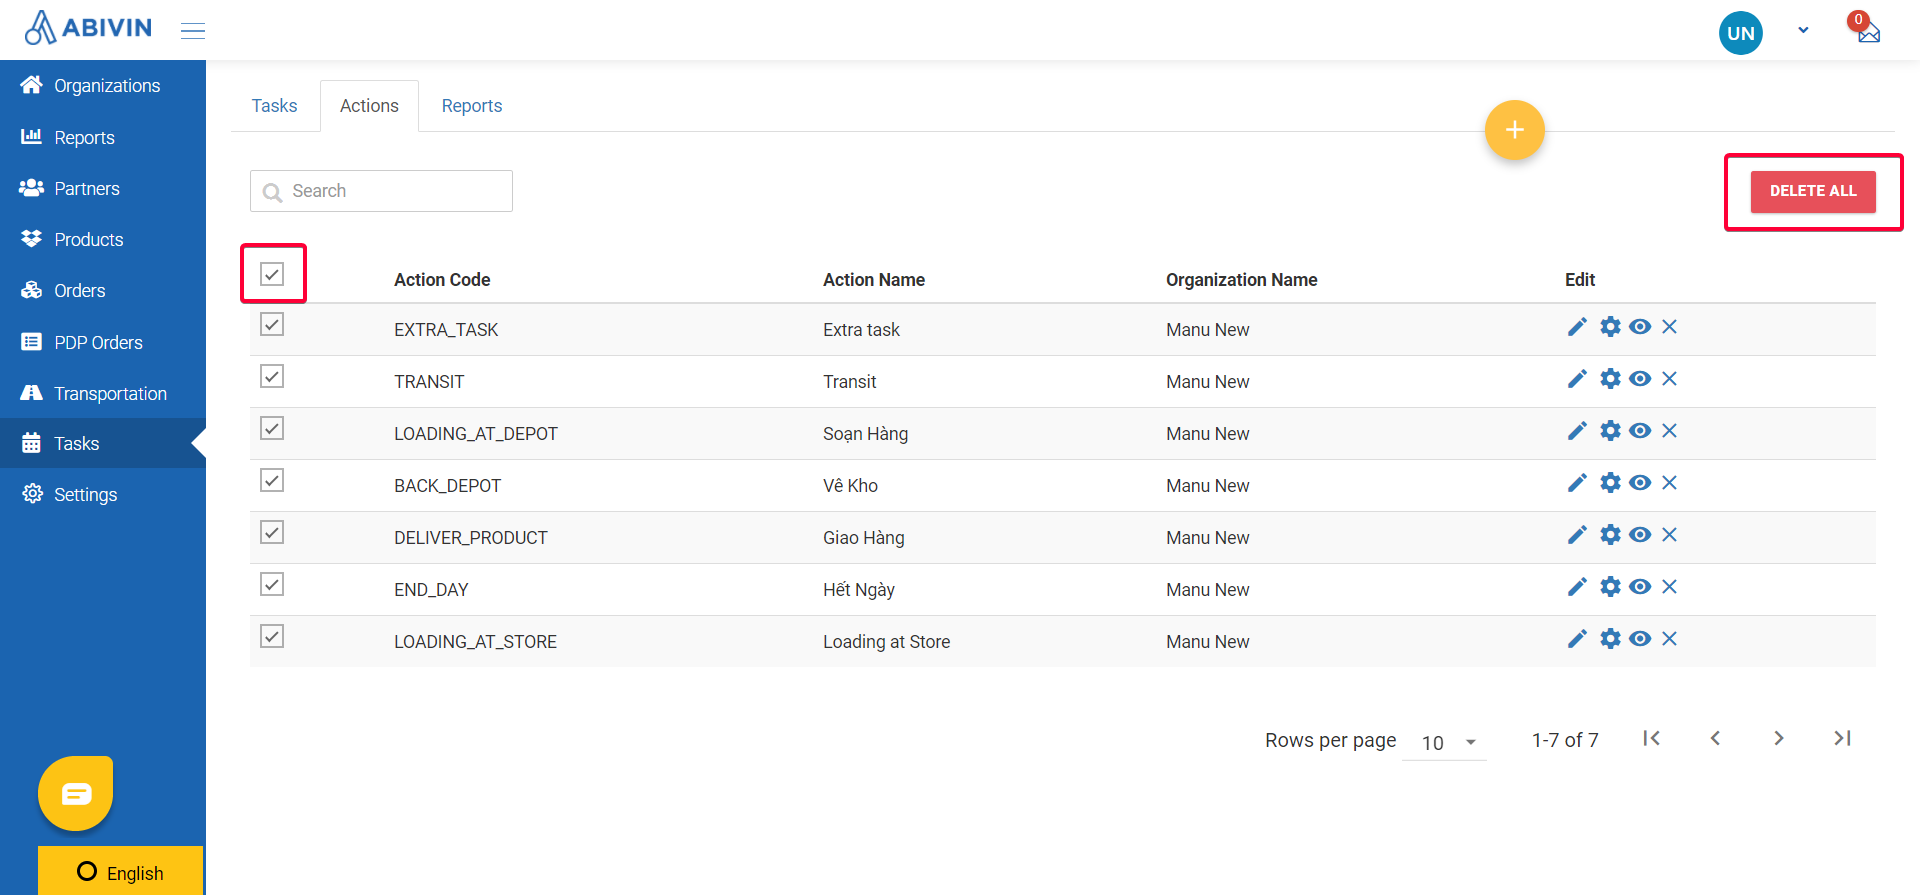 ABIVIN
UN
0
Organizations
Reports
Partners
Products
Orders
PDP Orders
Transportation
Tasks
Settings
English
Tasks Actions Reports
+
Search
DELETE ALL
Action Code Action Name Organization Name Edit
EXTRA_TASK Extra task Manu New
TRANSIT Transit Manu New
LOADING_AT_DEPOT Soạn Hàng Manu New
BACK_DEPOT Vê Kho Manu New
DELIVER_PRODUCT Giao Hàng Manu New
END_DAY Hết Ngày Manu New
LOADING_AT_STORE Loading at Store Manu New
Rows per page 10 1-7 of 7